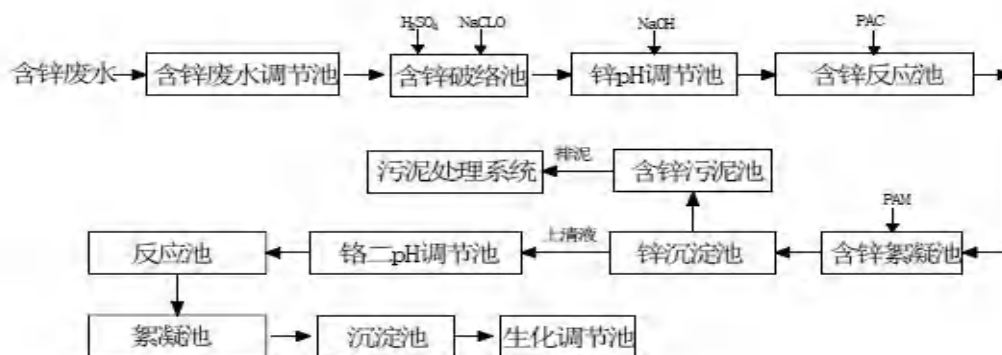 H₂SO₄ NaCLO NaOH PAC
含锌废水 含锌废水调节池 含锌破络池 锌pH调节池 含锌反应池
排泥
污泥处理系统 含锌污泥池
PAM
上清液
反应池 铬二pH调节池 锌沉淀池 含锌絮凝池
絮凝池 沉淀池 生化调节池